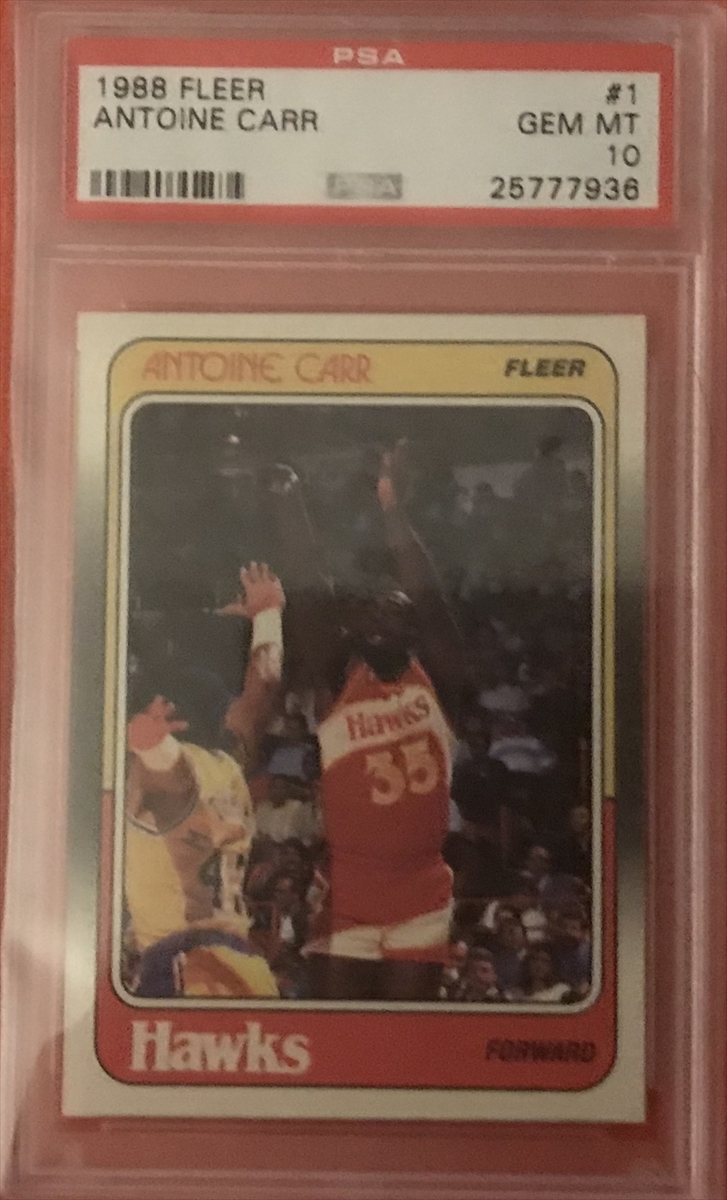 PSA
1988 FLEER #1
ANTOINE CARR GEM MT
10
PSA 25777936
ANTOINE CARR FLEER
Hawks
35
Hawks FORWARD